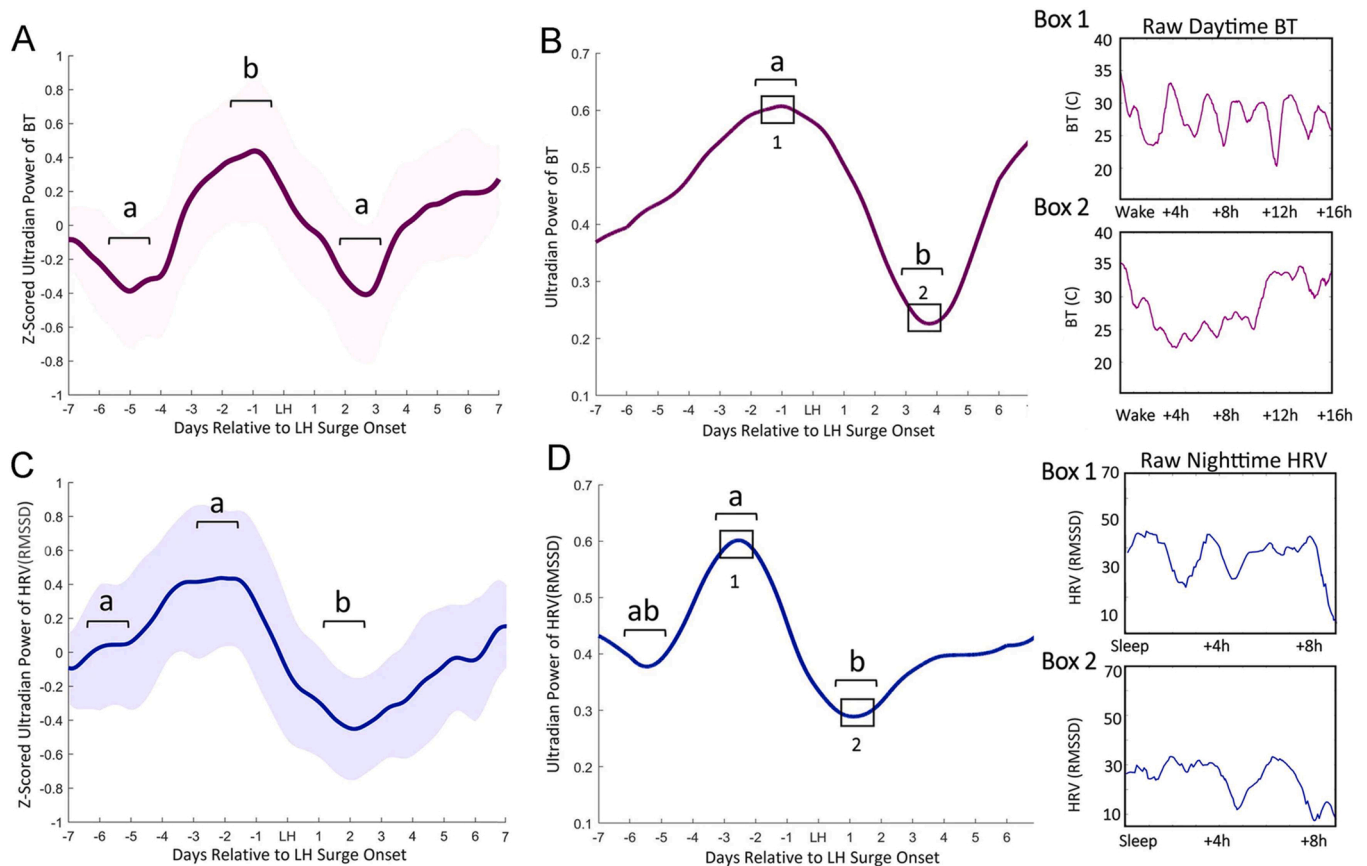 A
Z-Scored Ultradian Power of BT
1
0.8
0.6
0.4
0.2
0
-0.2
-0.4
-0.6
-0.8
-1
a
b
a
-7 -6 -5 -4 -3 -2 -1 LH 1 2 3 4 5 6 7
Days Relative to LH Surge Onset
B
Ultradian Power of BT
0.7
0.6
0.5
0.4
0.3
0.2
0.1
a
1
b
2
-7 -6 -5 -4 -3 -2 -1 LH 1 2 3 4 5 6
Days Relative to LH Surge Onset
Box 1
Raw Daytime BT
BT (C)
40
35
30
25
20
Wake +4h +8h +12h +16h
Box 2
BT (C)
40
35
30
25
20
Wake +4h +8h +12h +16h
C
Z-Scored Ultradian Power of HRV(RMSSD)
1
0.8
0.6
0.4
0.2
0
-0.2
-0.4
-0.6
-0.8
-1
a
a
b
-7 -6 -5 -4 -3 -2 -1 LH 1 2 3 4 5 6 7
Days Relative to LH Surge Onset
D
Ultradian Power of HRV(RMSSD)
0.7
0.6
0.5
0.4
0.3
0.2
0.1
ab
a
1
b
2
-7 -6 -5 -4 -3 -2 -1 LH 1 2 3 4 5 6
Days Relative to LH Surge Onset
Raw Nighttime HRV
Box 1
HRV (RMSSD)
70
50
30
10
Sleep +4h +8h
Box 2
HRV (RMSSD)
70
50
30
10
Sleep +4h +8h